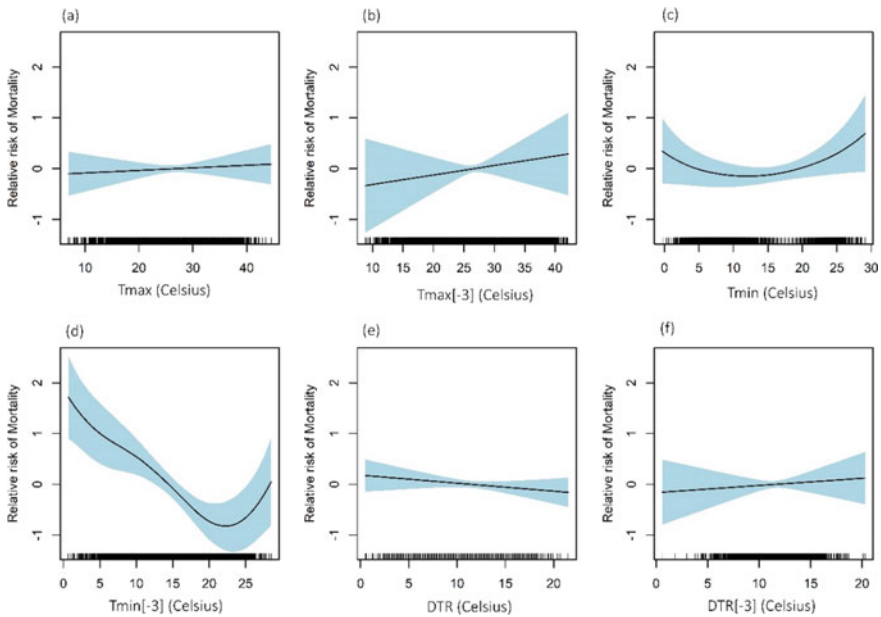 (a)
Relative risk of Mortality
2
1
0
-1
10 20 30 40
Tmax (Celsius)
(b)
Relative risk of Mortality
2
1
0
-1
10 15 20 25 30 35 40
Tmax[-3] (Celsius)
(c)
Relative risk of Mortality
2
1
0
-1
0 5 10 15 20 25 30
Tmin (Celsius)
(d)
Relative risk of Mortality
2
1
0
-1
0 5 10 15 20 25
Tmin[-3] (Celsius)
(e)
Relative risk of Mortality
2
1
0
-1
0 5 10 15 20
DTR (Celsius)
(f)
Relative risk of Mortality
2
1
0
-1
0 5 10 15 20
DTR[-3] (Celsius)